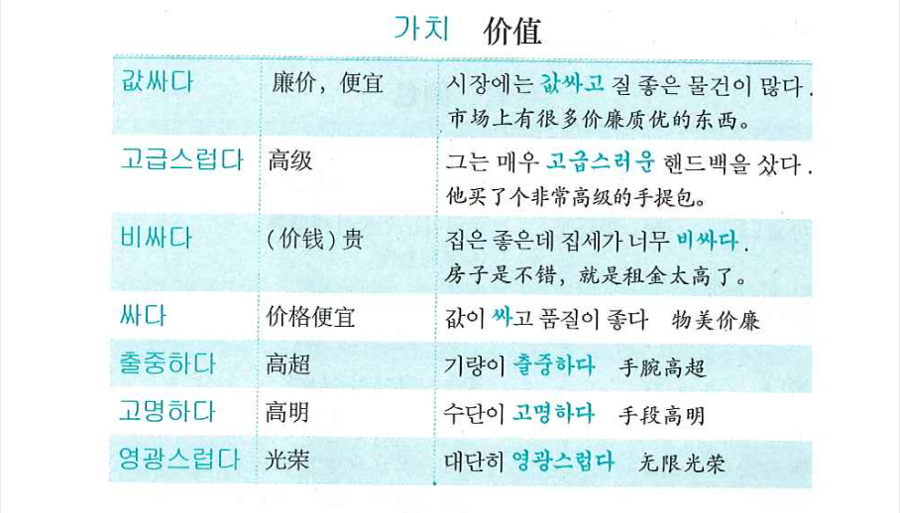 가치 价值
값싸다 廉价，便宜 시장에는 값싸고 질 좋은 물건이 많다.
市场上有很多价廉质优的东西。
고급스럽다 高级 그는 매우 고급스러운 핸드백을 샀다.
他买了个非常高级的手提包。
비싸다 (价钱) 贵 집은 좋은데 집세가 너무 비싸다.
房子是不错，就是租金太高了。
싸다 价格便宜 값이 싸고 품질이 좋다 物美价廉
출중하다 高超 기량이 출중하다 手腕高超
고명하다 高明 수단이 고명하다 手段高明
영광스럽다 光荣 대단히 영광스럽다 无限光荣